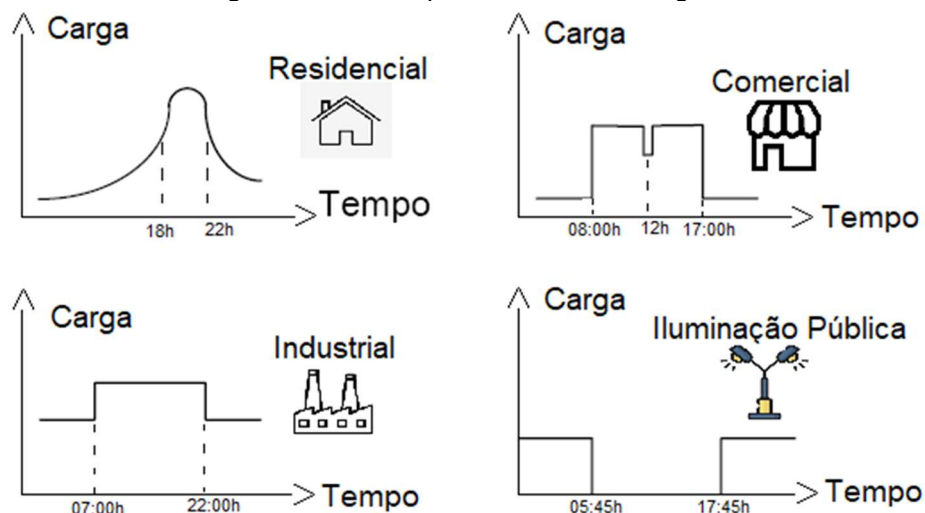 Carga
Residencial
Tempo
18h 22h
Carga
Comercial
Tempo
08:00h 12h 17:00h
Carga
Industrial
Tempo
07:00h 22:00h
Carga
Iluminação Pública
Tempo
05:45h 17:45h